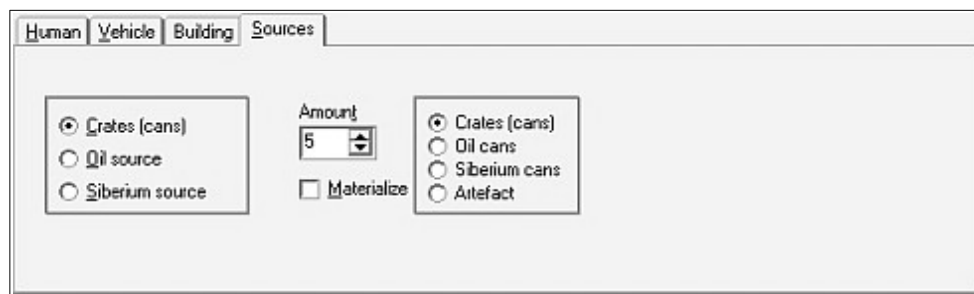 Human Vehicle Building Sources
Crates (cans)
Oil source
Siberium source
Amount
5
Materialize
Crates (cans)
Oil cans
Siberium cans
Artefact